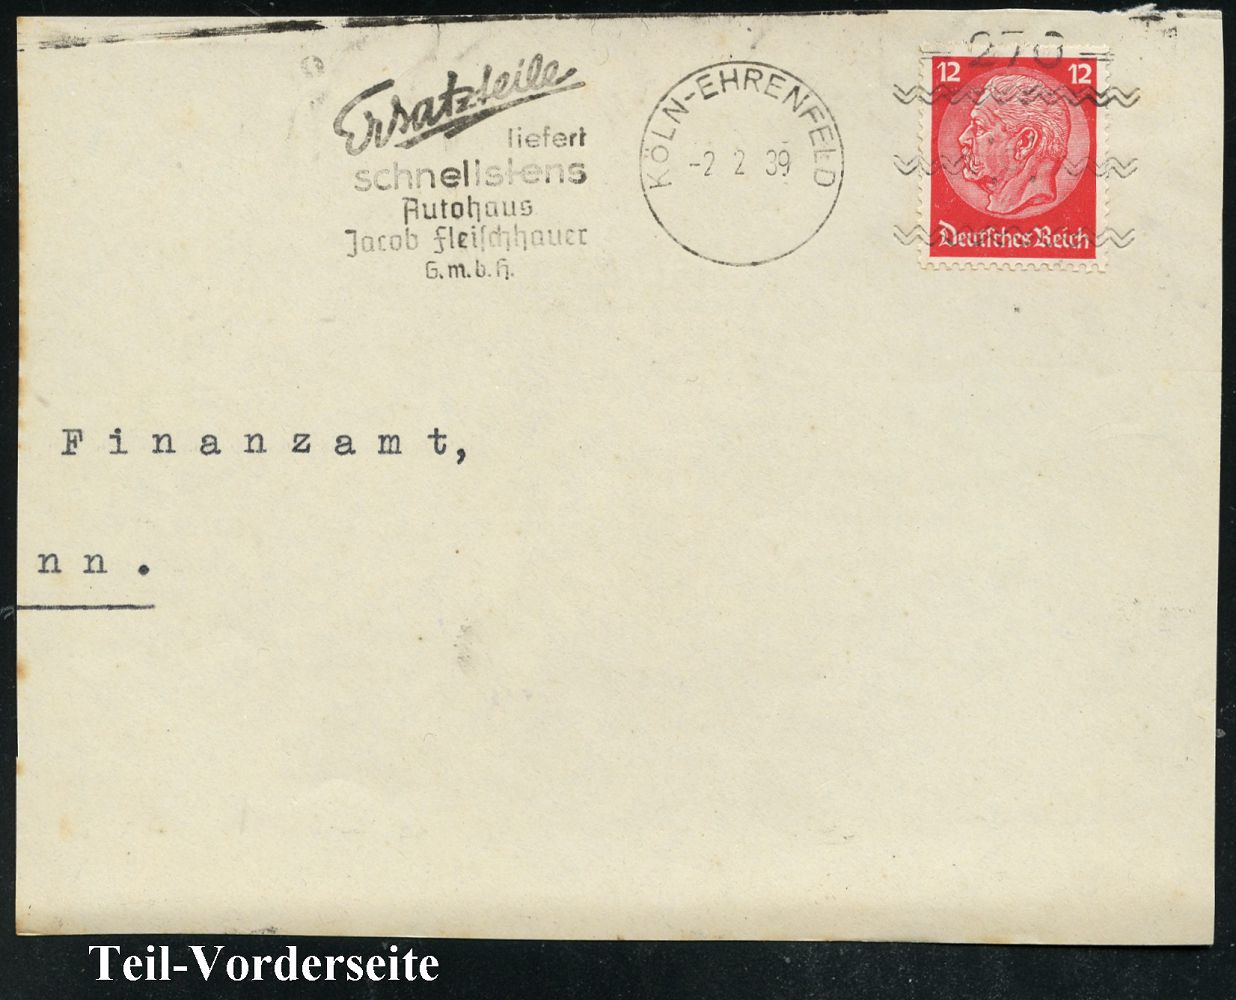 270
Ersatzteile
liefert
schnellstens
Autohaus
Jacob Fleischhauer
G.m.b.H.
KÖLN-EHRENFELD
-2 2 39
12 12
Deutsches Reich
Finanzamt,
nn.
Teil-Vorderseite